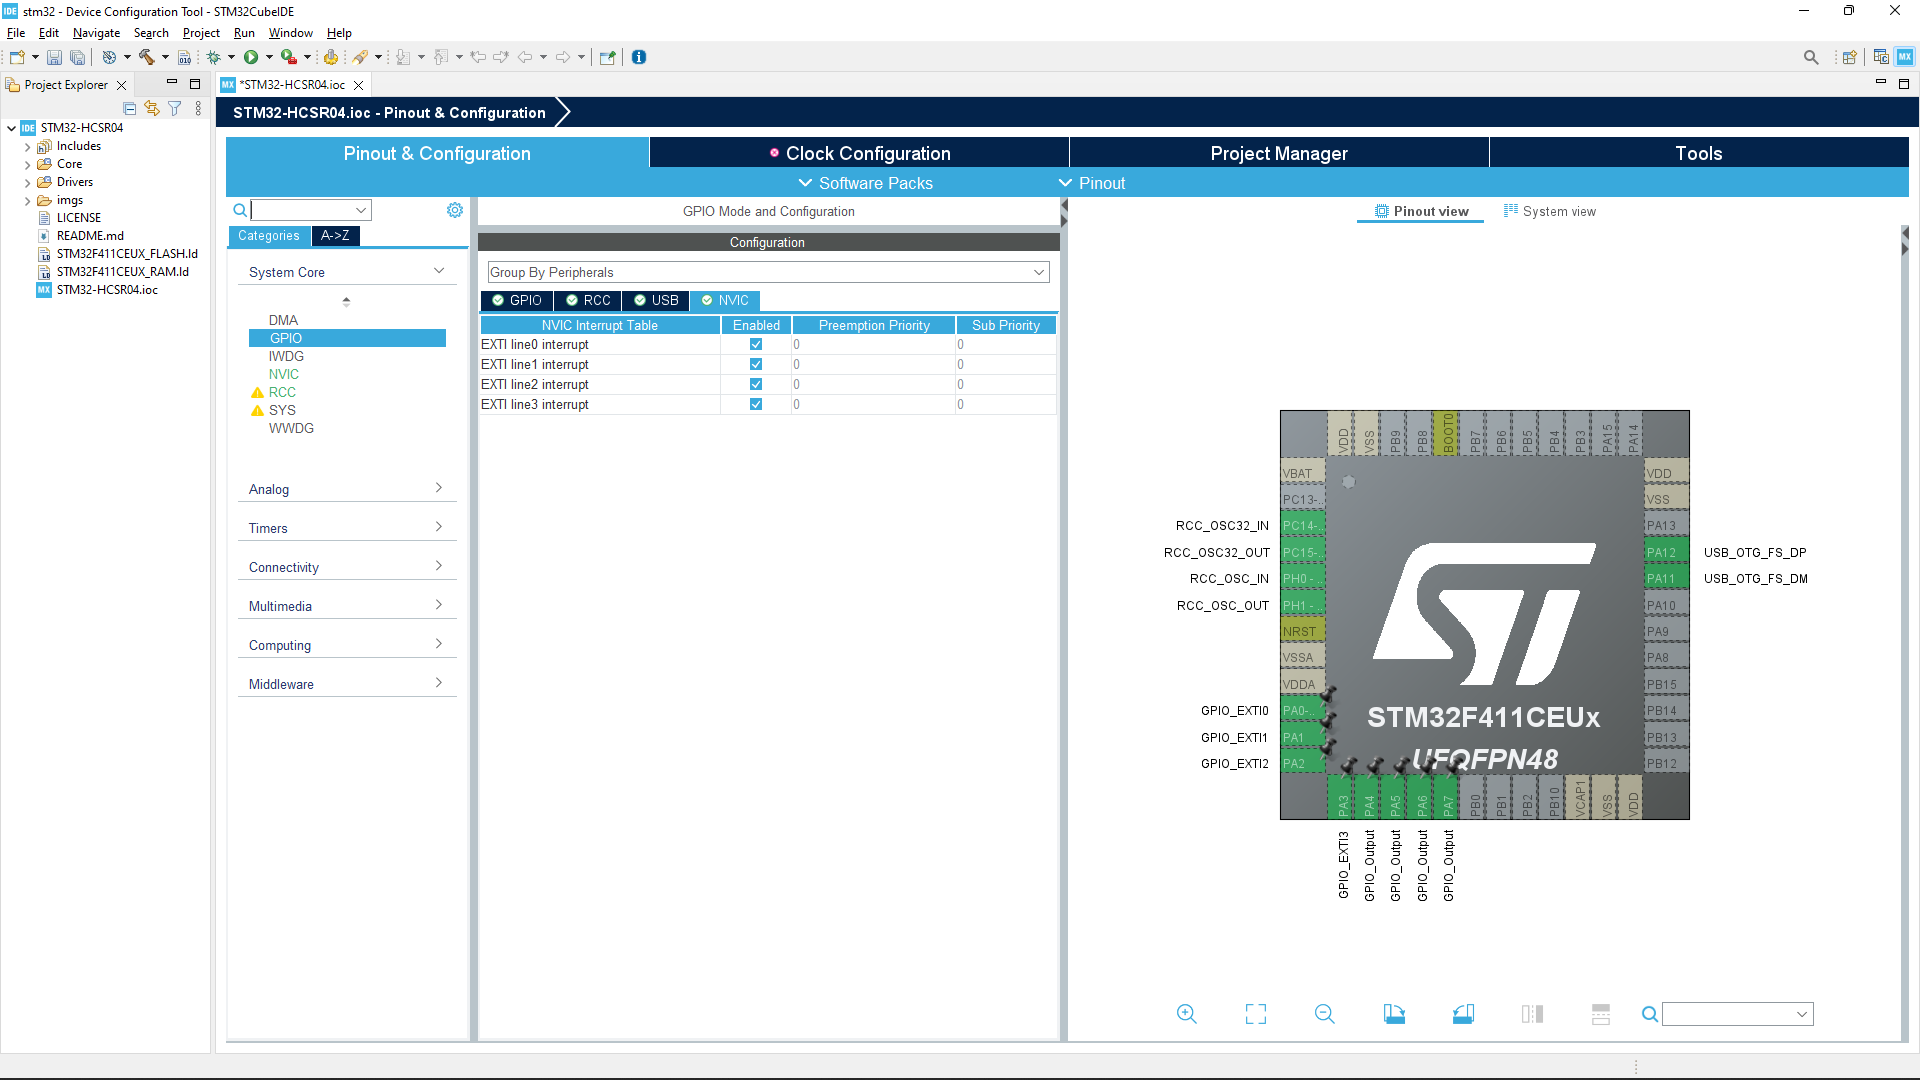 stm32 - Device Configuration Tool - STM32CubeIDE
File Edit Navigate Search Project Run Window Help
Project Explorer
*STM32-HCSR04.ioc
STM32-HCSR04
Includes
Core
Drivers
imgs
LICENSE
README.md
STM32F411CEUX_FLASH.ld
STM32F411CEUX_RAM.ld
STM32-HCSR04.ioc
STM32-HCSR04.ioc - Pinout & Configuration
Pinout & Configuration
Clock Configuration
Project Manager
Tools
Software Packs
Pinout
Categories
A->Z
System Core
DMA
GPIO
IWDG
NVIC
RCC
SYS
WWDG
Analog
Timers
Connectivity
Multimedia
Computing
Middleware
GPIO Mode and Configuration
Configuration
Group By Peripherals
GPIO RCC USB NVIC
NVIC Interrupt Table Enabled Preemption Priority Sub Priority
EXTI line0 interrupt 0 0
EXTI line1 interrupt 0 0
EXTI line2 interrupt 0 0
EXTI line3 interrupt 0 0
Pinout view
System view
VDD
VSS
PB9
PB8
BOOT0
PB7
PB6
PB5
PB4
PB3
PA15
PA14
VBAT
PC13-..
RCC_OSC32_IN PC14-..
RCC_OSC32_OUT PC15-..
RCC_OSC_IN PH0 - ..
RCC_OSC_OUT PH1 - ..
NRST
VSSA
VDDA
GPIO_EXTI0 PA0-..
GPIO_EXTI1 PA1
GPIO_EXTI2 PA2
VDD
VSS
PA13
PA12 USB_OTG_FS_DP
PA11 USB_OTG_FS_DM
PA10
PA9
PA8
PB15
PB14
PB13
PB12
STM32F411CEUx
UFQFPN48
PA3
PA4
PA5
PA6
PA7
PB0
PB1
PB2
PB10
VCAP1
VSS
VDD
GPIO_EXTI3
GPIO_Output
GPIO_Output
GPIO_Output
GPIO_Output